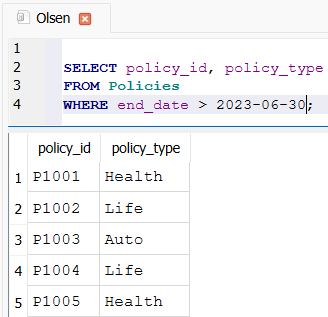 Olsen
1
2 SELECT policy_id, policy_type
3 FROM Policies
4 WHERE end_date > 2023-06-30;
policy_id policy_type
1 P1001 Health
2 P1002 Life
3 P1003 Auto
4 P1004 Life
5 P1005 Health